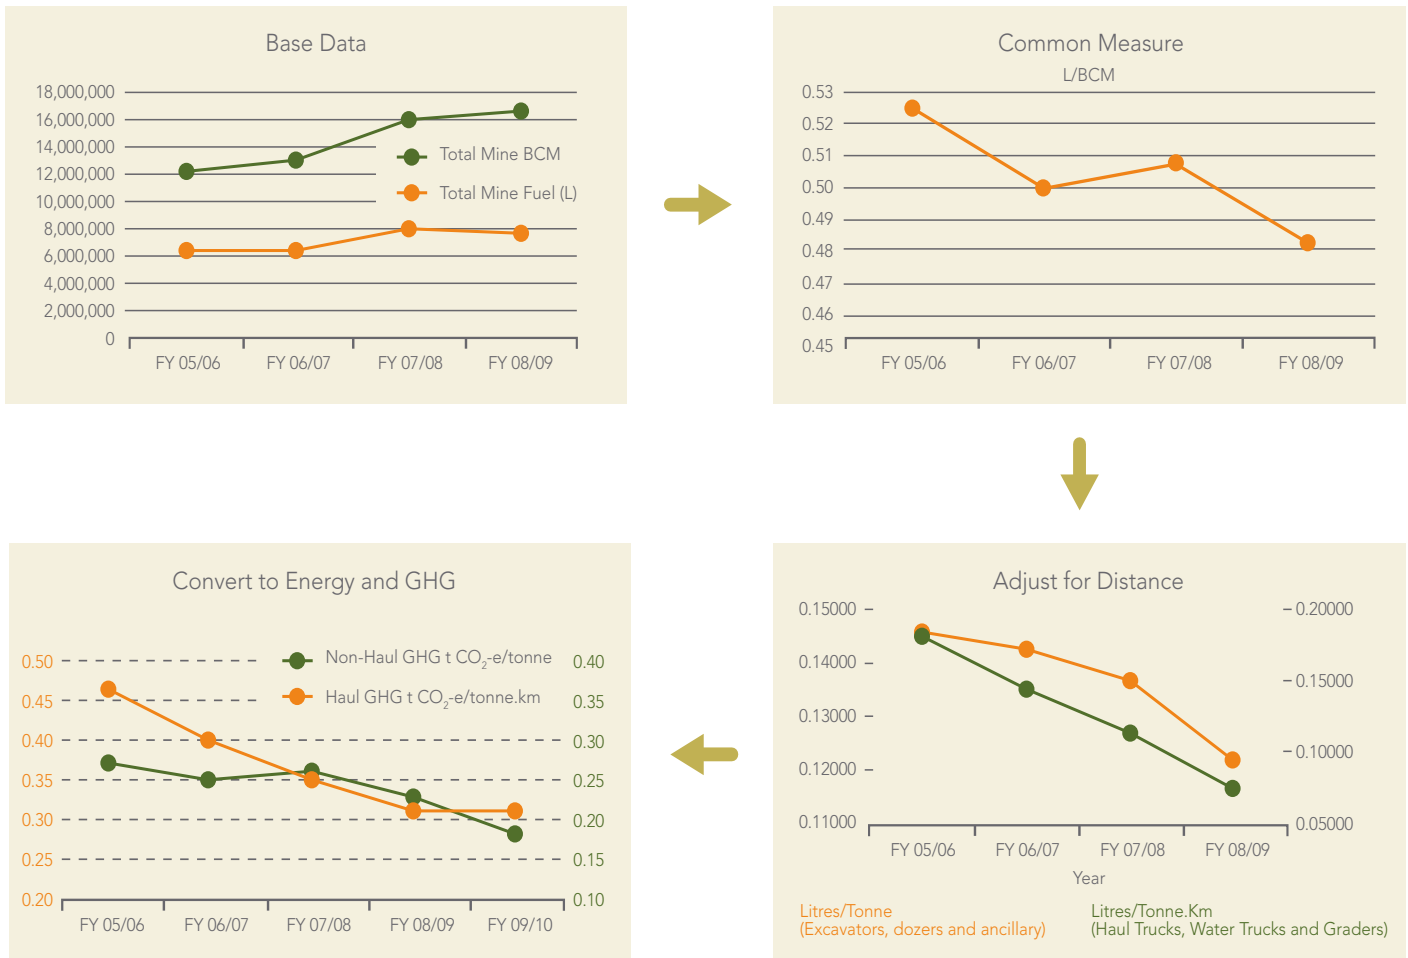 Base Data
18,000,000
16,000,000
14,000,000
12,000,000
10,000,000
8,000,000
6,000,000
4,000,000
2,000,000
0
Total Mine BCM
Total Mine Fuel (L)
FY 05/06 FY 06/07 FY 07/08 FY 08/09
Common Measure
L/BCM
0.53
0.52
0.51
0.50
0.49
0.48
0.47
0.46
0.45
FY 05/06 FY 06/07 FY 07/08 FY 08/09
Convert to Energy and GHG
Non-Haul GHG t CO₂-e/tonne
Haul GHG t CO₂-e/tonne.km
0.50 0.40
0.45 0.35
0.40 0.30
0.35 0.25
0.30 0.20
0.25 0.15
0.20 0.10
FY 05/06 FY 06/07 FY 07/08 FY 08/09 FY 09/10
Adjust for Distance
0.15000 0.20000
0.14000 0.15000
0.13000
0.12000 0.10000
0.11000 0.05000
FY 05/06 FY 06/07 FY 07/08 FY 08/09
Year
Litres/Tonne
(Excavators, dozers and ancillary)
Litres/Tonne.Km
(Haul Trucks, Water Trucks and Graders)